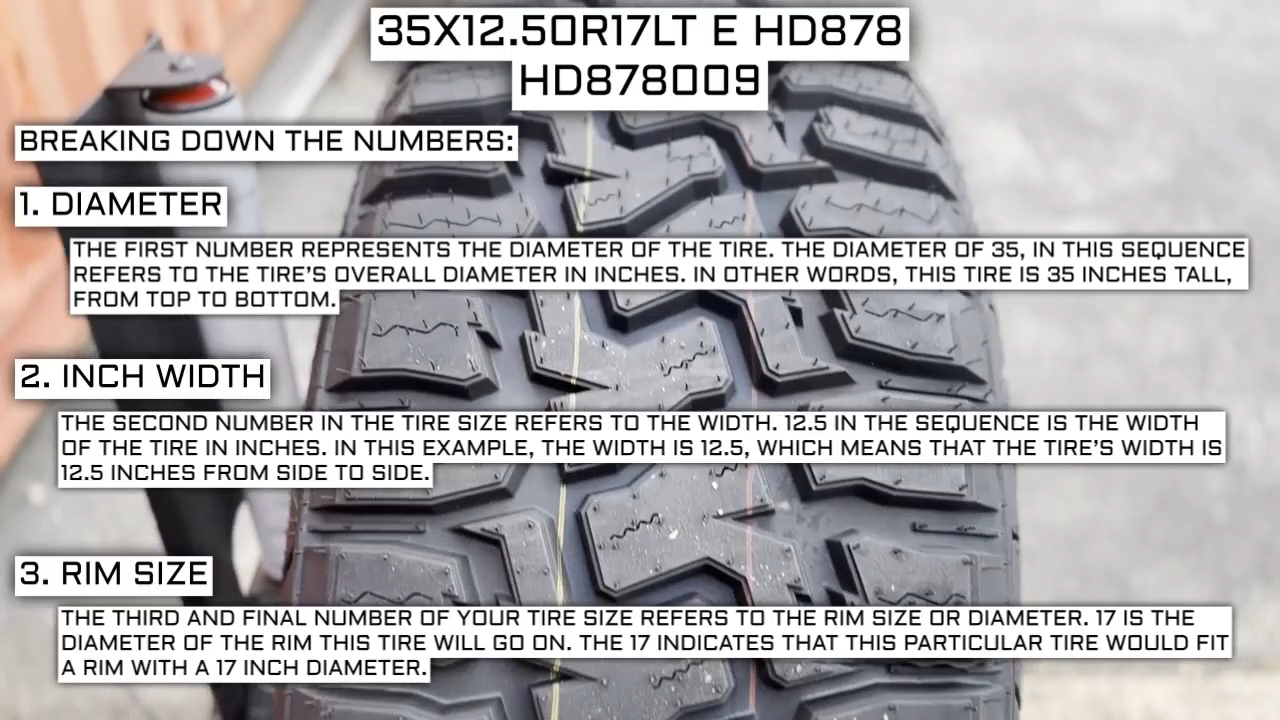 35X12.50R17LT E HD878
HD878009
BREAKING DOWN THE NUMBERS:
1. DIAMETER
THE FIRST NUMBER REPRESENTS THE DIAMETER OF THE TIRE. THE DIAMETER OF 35, IN THIS SEQUENCE
REFERS TO THE TIRE'S OVERALL DIAMETER IN INCHES. IN OTHER WORDS, THIS TIRE IS 35 INCHES TALL,
FROM TOP TO BOTTOM.
2. INCH WIDTH
THE SECOND NUMBER IN THE TIRE SIZE REFERS TO THE WIDTH. 12.5 IN THE SEQUENCE IS THE WIDTH
OF THE TIRE IN INCHES. IN THIS EXAMPLE, THE WIDTH IS 12.5, WHICH MEANS THAT THE TIRE'S WIDTH IS
12.5 INCHES FROM SIDE TO SIDE.
3. RIM SIZE
THE THIRD AND FINAL NUMBER OF YOUR TIRE SIZE REFERS TO THE RIM SIZE OR DIAMETER. 17 IS THE
DIAMETER OF THE RIM THIS TIRE WILL GO ON. THE 17 INDICATES THAT THIS PARTICULAR TIRE WOULD FIT
A RIM WITH A 17 INCH DIAMETER.